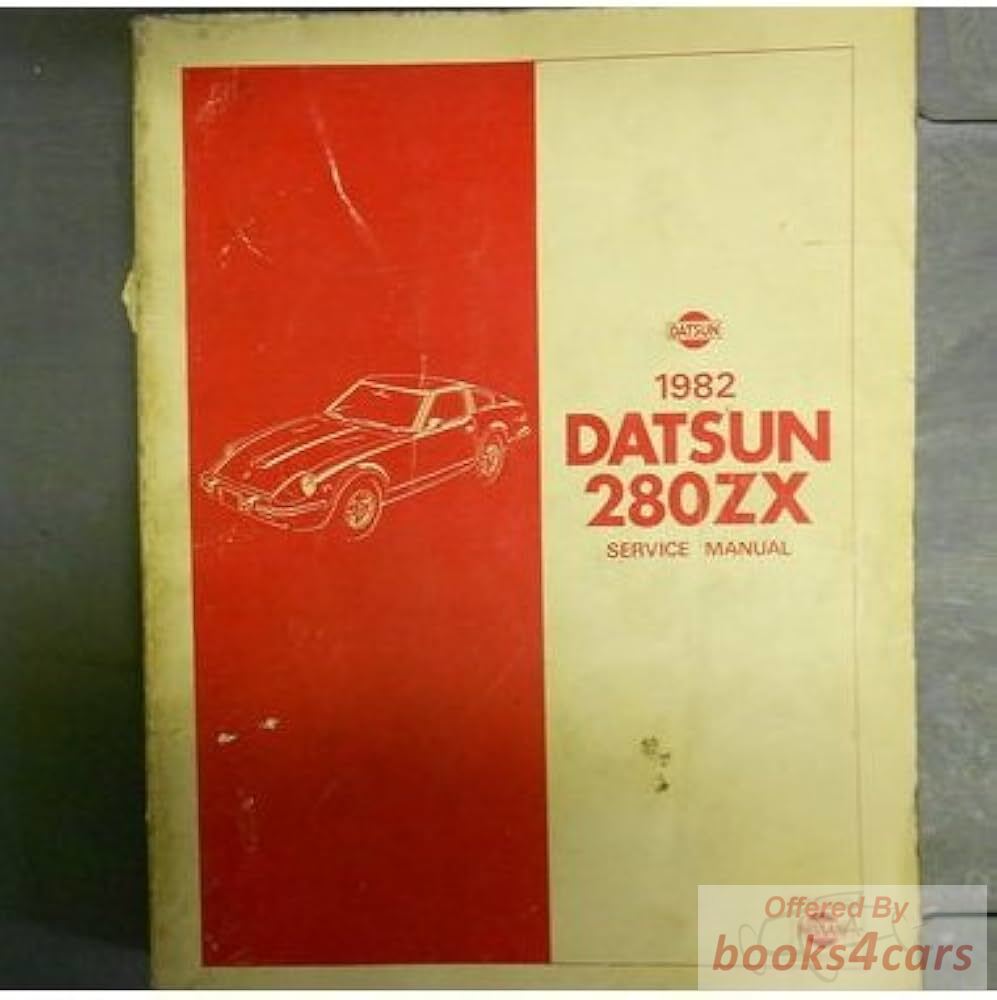 DATSUN
1982
DATSUN
280ZX
SERVICE MANUAL
Offered By
books4cars